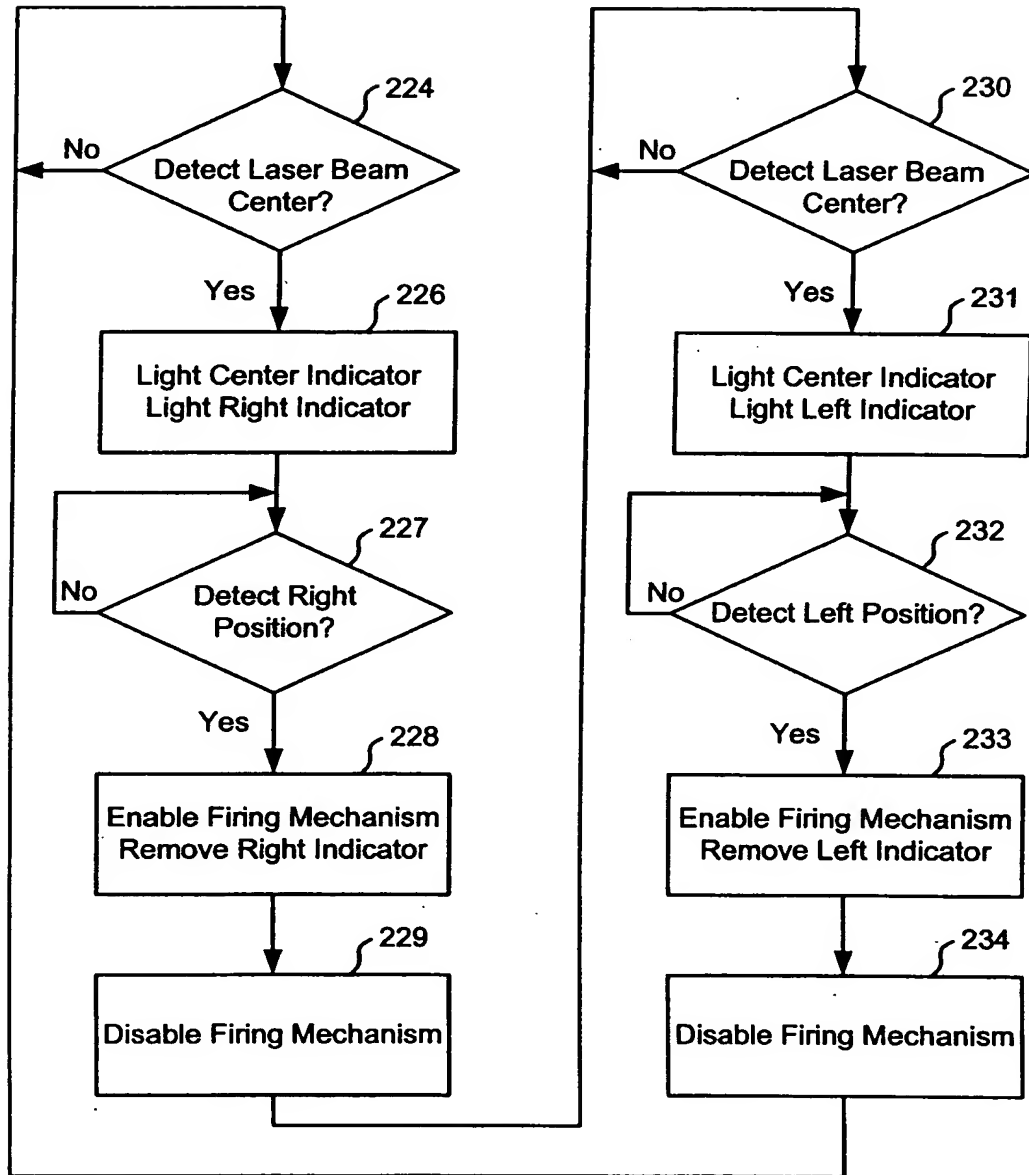 224
No
Detect Laser Beam
Center?
Yes
226
Light Center Indicator
Light Right Indicator
227
No
Detect Right
Position?
Yes
228
Enable Firing Mechanism
Remove Right Indicator
229
Disable Firing Mechanism
230
No
Detect Laser Beam
Center?
Yes
231
Light Center Indicator
Light Left Indicator
232
No
Detect Left Position?
Yes
233
Enable Firing Mechanism
Remove Left Indicator
234
Disable Firing Mechanism